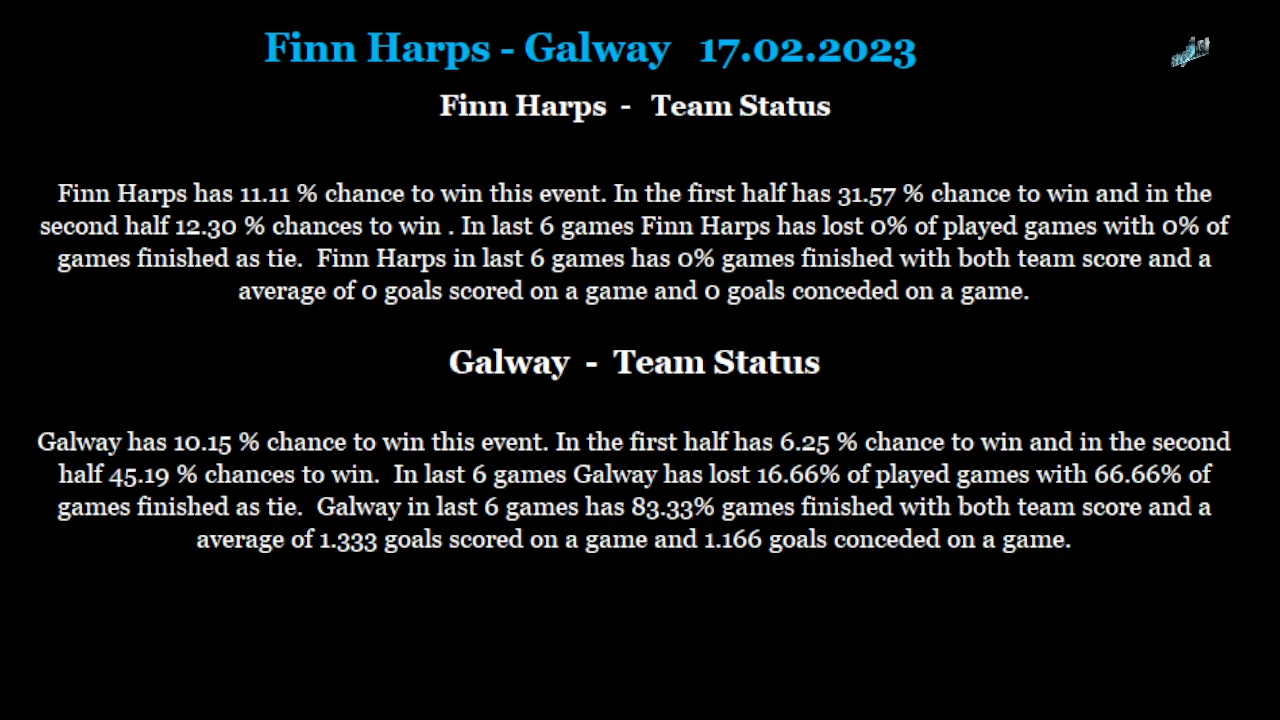 Finn Harps - Galway 17.02.2023
Finn Harps - Team Status
Finn Harps has 11.11 % chance to win this event. In the first half has 31.57 % chance to win and in the
second half 12.30 % chances to win . In last 6 games Finn Harps has lost 0% of played games with 0% of
games finished as tie. Finn Harps in last 6 games has 0% games finished with both team score and a
average of 0 goals scored on a game and 0 goals conceded on a game.
Galway - Team Status
Galway has 10.15 % chance to win this event. In the first half has 6.25 % chance to win and in the second
half 45.19 % chances to win. In last 6 games Galway has lost 16.66% of played games with 66.66% of
games finished as tie. Galway in last 6 games has 83.33% games finished with both team score and a
average of 1.333 goals scored on a game and 1.166 goals conceded on a game.